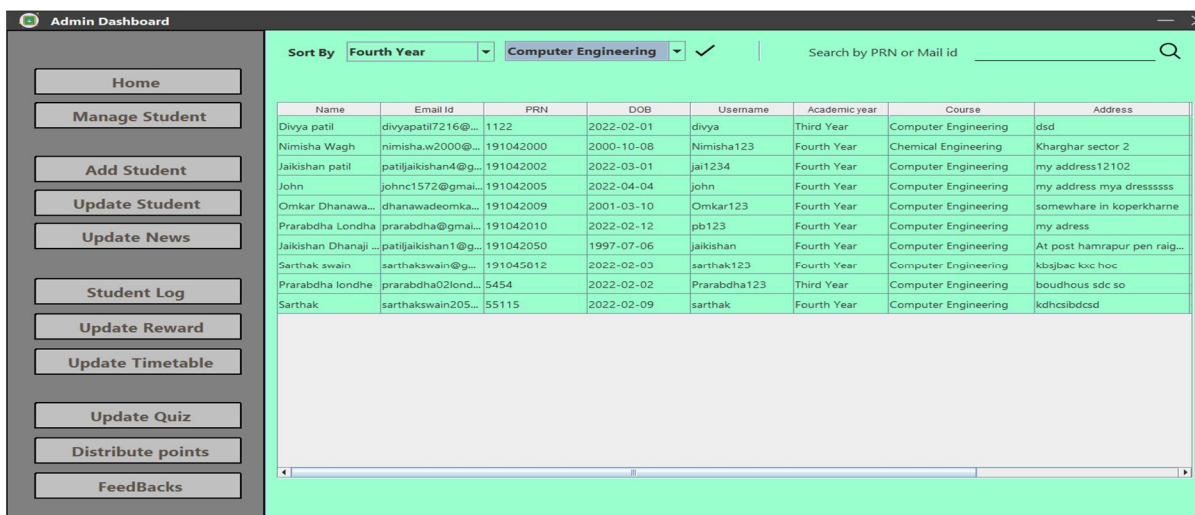 Admin Dashboard
Home
Manage Student
Add Student
Update Student
Update News
Student Log
Update Reward
Update Timetable
Update Quiz
Distribute points
FeedBacks
Sort By Fourth Year Computer Engineering Search by PRN or Mail id
Name Email Id PRN DOB Username Academic year Course Address
Divya patil divyapatil7216@... 1122 2022-02-01 divya Third Year Computer Engineering dsd
Nimisha Wagh nimisha.w2000@... 191042000 2000-10-08 Nimisha123 Fourth Year Chemical Engineering Kharghar sector 2
Jaikishan patil patiljaikishan4@g... 191042002 2022-03-01 jai1234 Fourth Year Computer Engineering my address12102
John johnc1572@gmai... 191042005 2022-04-04 john Fourth Year Computer Engineering my address mya dressssss
Omkar Dhanawa... dhanawadeomka... 191042009 2001-03-10 Omkar123 Fourth Year Computer Engineering somewhare in koperkharne
Prarabdha Londha prarabdha@gmai... 191042010 2022-02-12 pb123 Fourth Year Computer Engineering my adress
Jaikishan Dhanaji ... patiljaikishan1@g... 191042050 1997-07-06 jaikishan Fourth Year Computer Engineering At post hamrapur pen raig...
Sarthak swain sarthakswain@g... 191045612 2022-02-03 sarthak123 Fourth Year Computer Engineering kbsjbac kxc hoc
Prarabdha londhe prarabdha02lond... 5454 2022-02-02 Prarabdha123 Third Year Computer Engineering boudhous sdc so
Sarthak sarthakswain205... 55115 2022-02-09 sarthak Fourth Year Computer Engineering kdhcsibdcsd